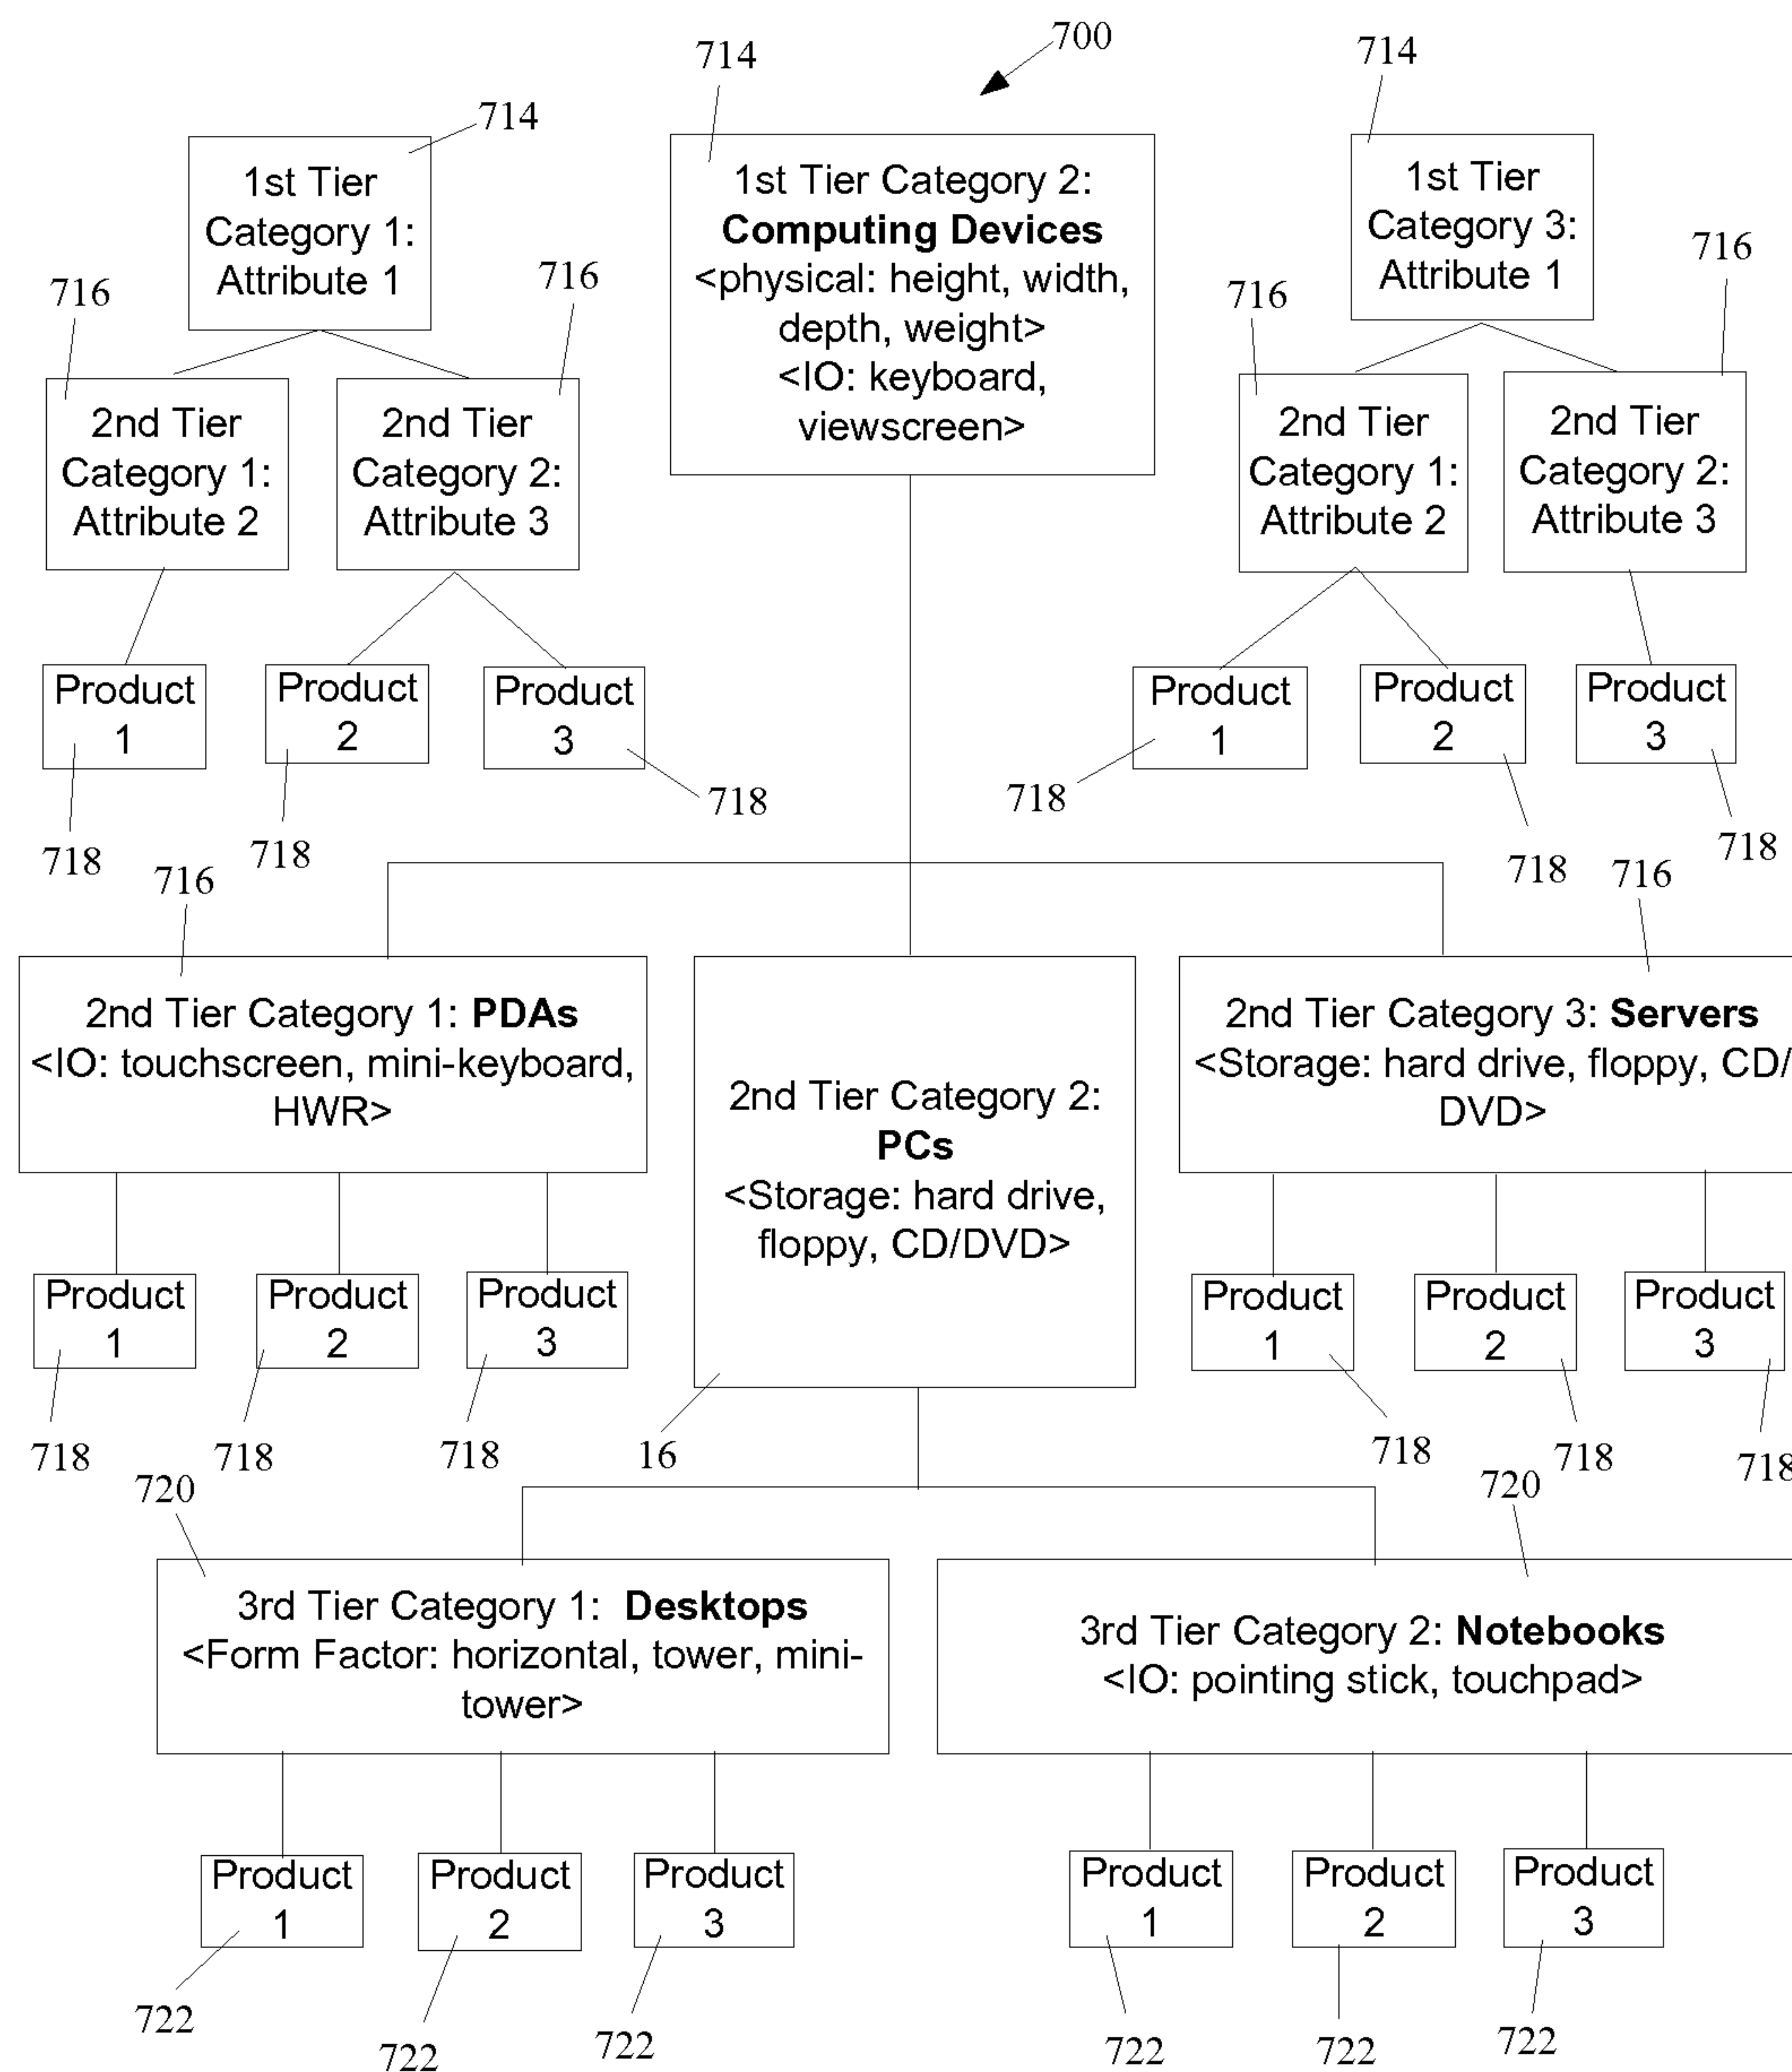 700
714
1st Tier
Category 1:
Attribute 1
714
1st Tier Category 2:
Computing Devices
<physical: height, width,
depth, weight>
<IO: keyboard,
viewscreen>
714
1st Tier
Category 3:
Attribute 1
716
2nd Tier
Category 1:
Attribute 2
716
2nd Tier
Category 2:
Attribute 3
716
2nd Tier
Category 1:
Attribute 2
716
2nd Tier
Category 2:
Attribute 3
Product
1
718
Product
2
718
Product
3
718
Product
1
718
Product
2
718
Product
3
718
716
2nd Tier Category 1: PDAs
<IO: touchscreen, mini-keyboard,
HWR>
2nd Tier Category 2:
PCs
<Storage: hard drive,
floppy, CD/DVD>
16
716
2nd Tier Category 3: Servers
<Storage: hard drive, floppy, CD/
DVD>
Product
1
718
Product
2
718
Product
3
718
Product
1
718
Product
2
718
Product
3
718
720
3rd Tier Category 1: Desktops
<Form Factor: horizontal, tower, mini-
tower>
720
3rd Tier Category 2: Notebooks
<IO: pointing stick, touchpad>
Product
1
722
Product
2
722
Product
3
722
Product
1
722
Product
2
722
Product
3
722